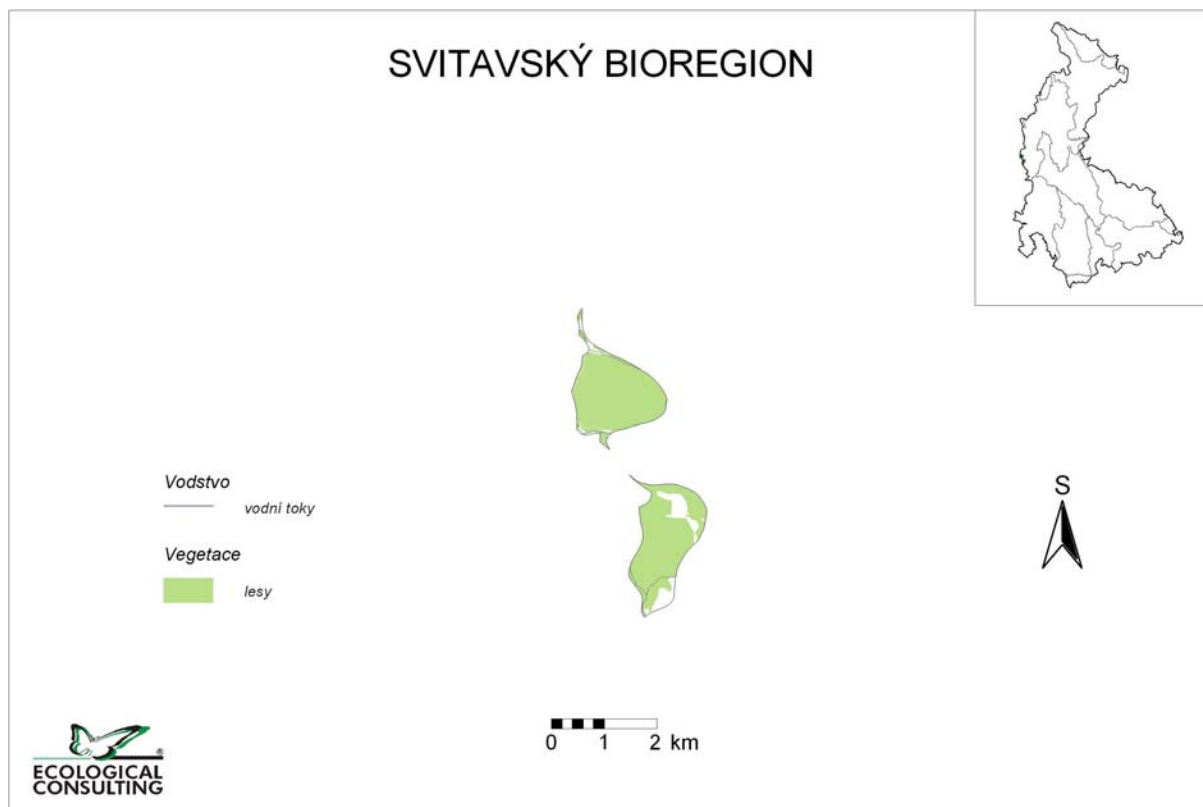 SVITAVSKÝ BIOREGION
Vodstvo
vodní toky
Vegetace
lesy
S
0 1 2 km
®
ECOLOGICAL
CONSULTING